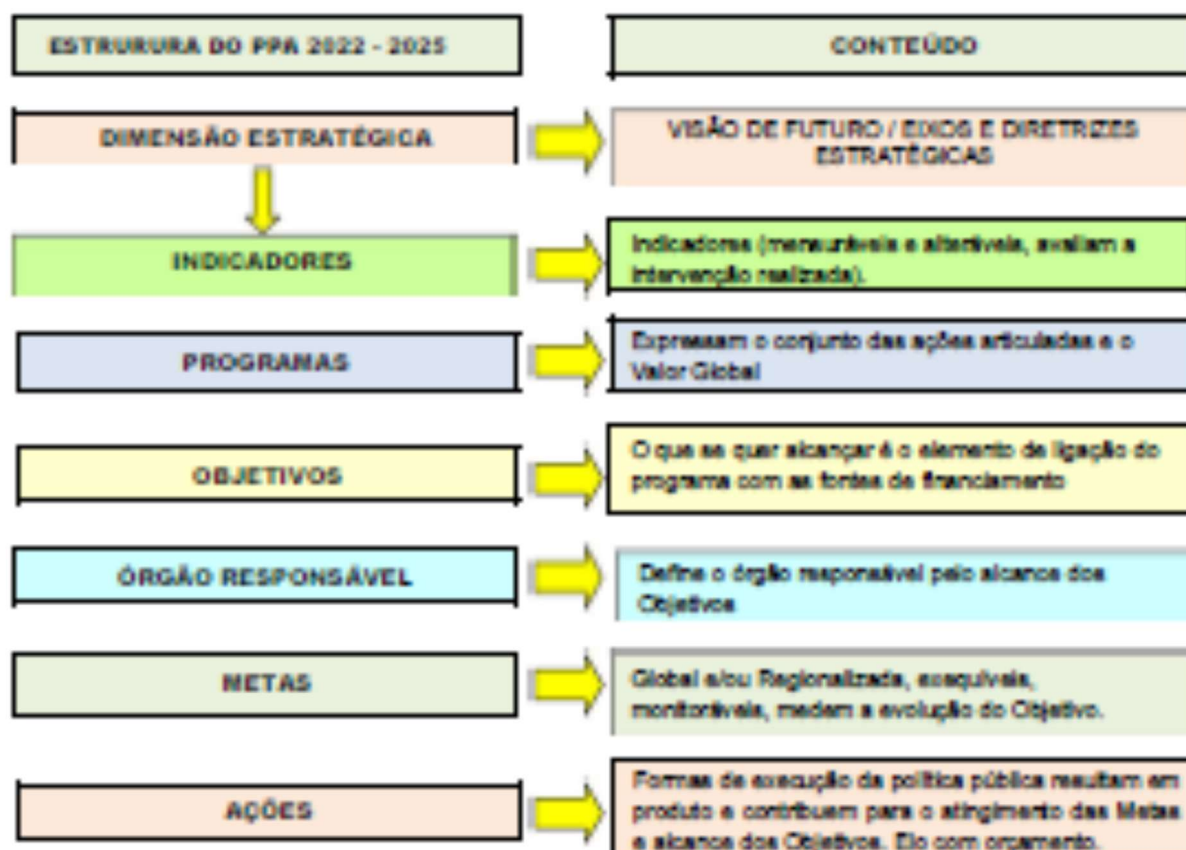 ESTRURURA DO PPA 2022 - 2025
CONTEÚDO
DIMENSÃO ESTRATÉGICA
VISÃO DE FUTURO / EIXOS E DIRETRIZES
ESTRATÉGICAS
INDICADORES
Indicadores (mensuráveis e alteráveis, avaliam a
intervenção realizada).
PROGRAMAS
Expressam o conjunto das ações articuladas e o
Valor Global
OBJETIVOS
O que se quer alcançar é o elemento de ligação do
programa com as fontes de financiamento
ÓRGÃO RESPONSÁVEL
Define o órgão responsável pelo alcance dos
Objetivos
METAS
Global e/ou Regionalizada, exequíveis,
monitoráveis, medem a evolução do Objetivo.
AÇÕES
Formas de execução da política pública resultam em
produto e contribuem para o atingimento das Metas
e alcance dos Objetivos. Elo com orçamento.